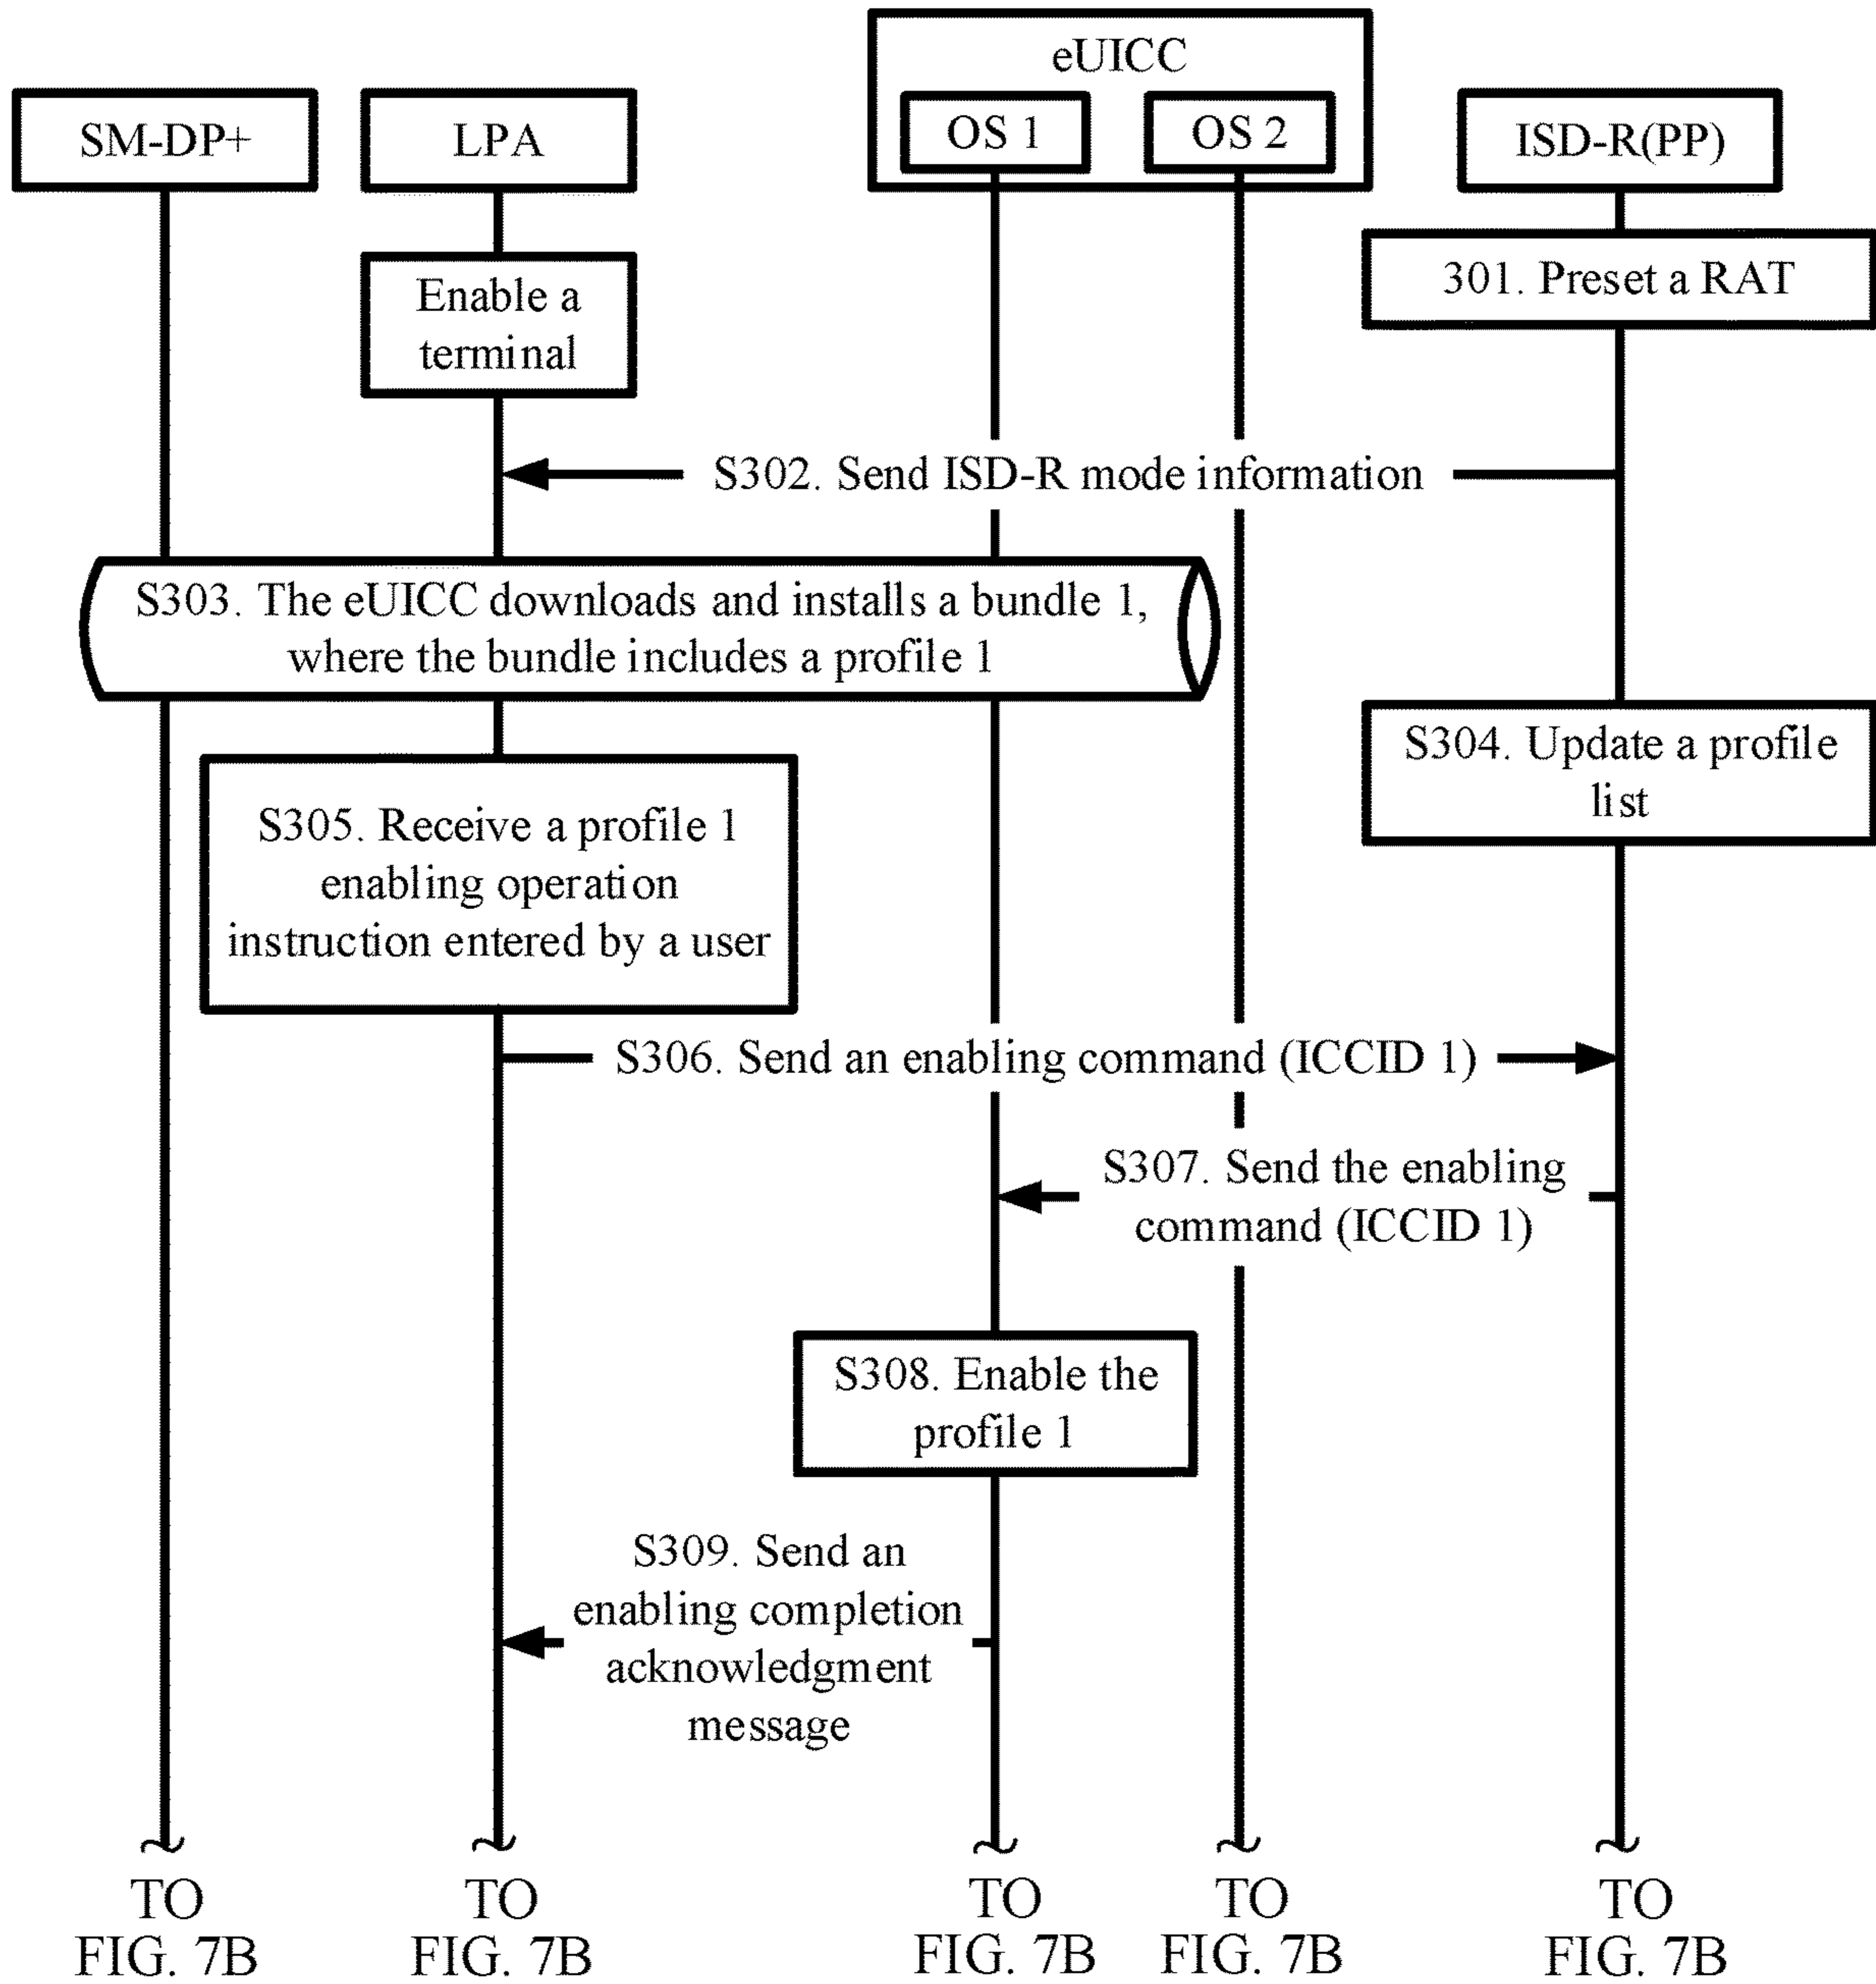 eUICC
SM-DP+
LPA
OS 1
OS 2
ISD-R(PP)
Enable a
terminal
301. Preset a RAT
S302. Send ISD-R mode information
S303. The eUICC downloads and installs a bundle 1,
where the bundle includes a profile 1
S304. Update a profile
list
S305. Receive a profile 1
enabling operation
instruction entered by a user
S306. Send an enabling command (ICCID 1)
S307. Send the enabling
command (ICCID 1)
S308. Enable the
profile 1
S309. Send an
enabling completion
acknowledgment
message
TO
FIG. 7B
TO
FIG. 7B
TO
FIG. 7B
TO
FIG. 7B
TO
FIG. 7B